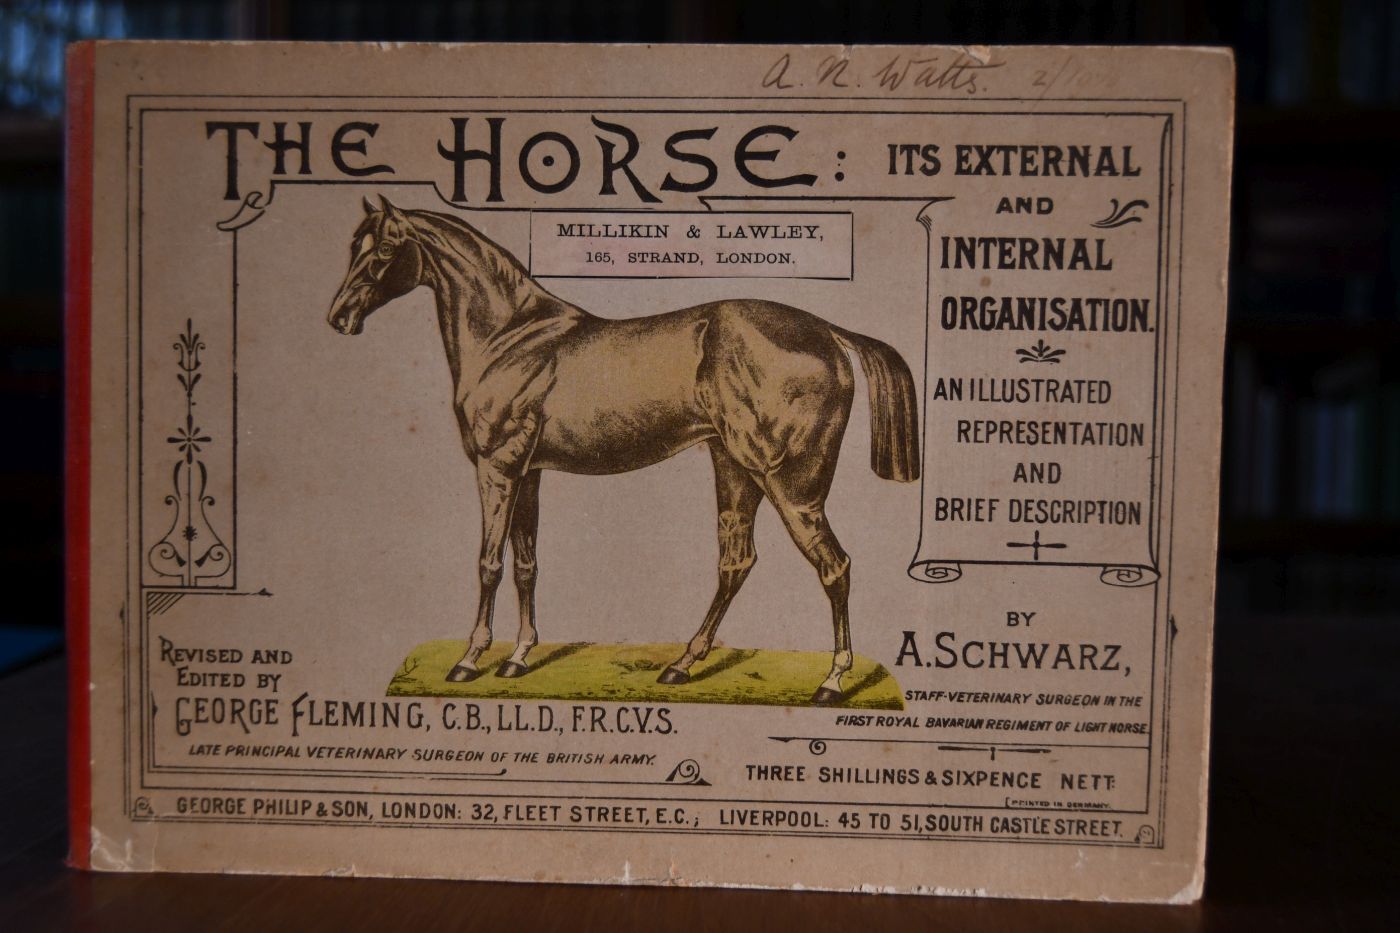 A. N. Watts.
THE HORSE: ITS EXTERNAL
AND
INTERNAL
ORGANISATION.
MILLIKIN & LAWLEY,
165, STRAND, LONDON.
AN ILLUSTRATED
REPRESENTATION
AND
BRIEF DESCRIPTION
BY
A. SCHWARZ,
STAFF-VETERINARY SURGEON IN THE
FIRST ROYAL BAVARIAN REGIMENT OF LIGHT HORSE.
REVISED AND
EDITED BY
GEORGE FLEMING, C.B., LL.D., F.R.C.V.S.
LATE PRINCIPAL VETERINARY SURGEON OF THE BRITISH ARMY.
THREE SHILLINGS & SIXPENCE NETT.
[PRINTED IN GERMANY.
GEORGE PHILIP & SON, LONDON: 32, FLEET STREET, E.C.; LIVERPOOL: 45 TO 51, SOUTH CASTLE STREET.